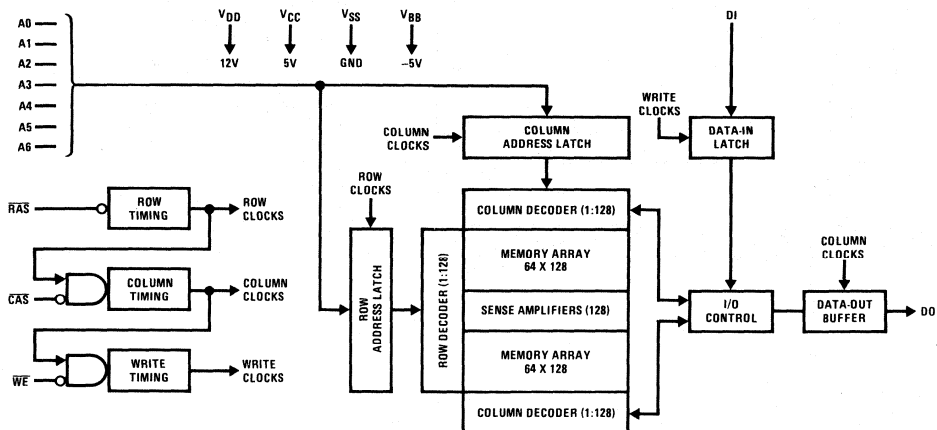 A0
A1
A2
A3
A4
A5
A6
VDD
12V
VCC
5V
VSS
GND
VBB
–5V
DI
COLUMN
CLOCKS
COLUMN
ADDRESS LATCH
WRITE
CLOCKS
DATA-IN
LATCH
RAS
ROW
TIMING
ROW
CLOCKS
CAS
COLUMN
TIMING
COLUMN
CLOCKS
WE
WRITE
TIMING
WRITE
CLOCKS
ROW
CLOCKS
ROW
ADDRESS LATCH
ROW DECODER (1:128)
COLUMN DECODER (1:128)
MEMORY ARRAY
64 X 128
SENSE AMPLIFIERS (128)
MEMORY ARRAY
64 X 128
COLUMN DECODER (1:128)
I/O
CONTROL
COLUMN
CLOCKS
DATA-OUT
BUFFER
DO